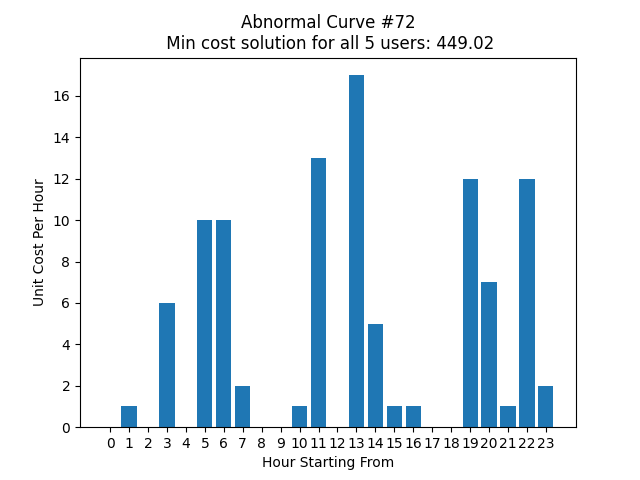 Abnormal Curve #72
Min cost solution for all 5 users: 449.02
Unit Cost Per Hour
16
14
12
10
8
6
4
2
0
0 1 2 3 4 5 6 7 8 9 10 11 12 13 14 15 16 17 18 19 20 21 22 23
Hour Starting From